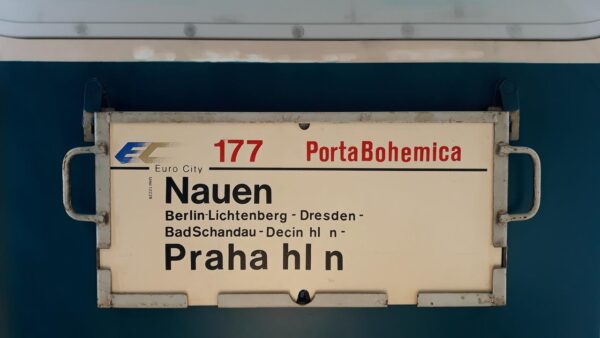 EC 177 PortaBohemica
Euro City
Nauen
Berlin-Lichtenberg - Dresden -
BadSchandau - Decin hl n -
Praha hl n